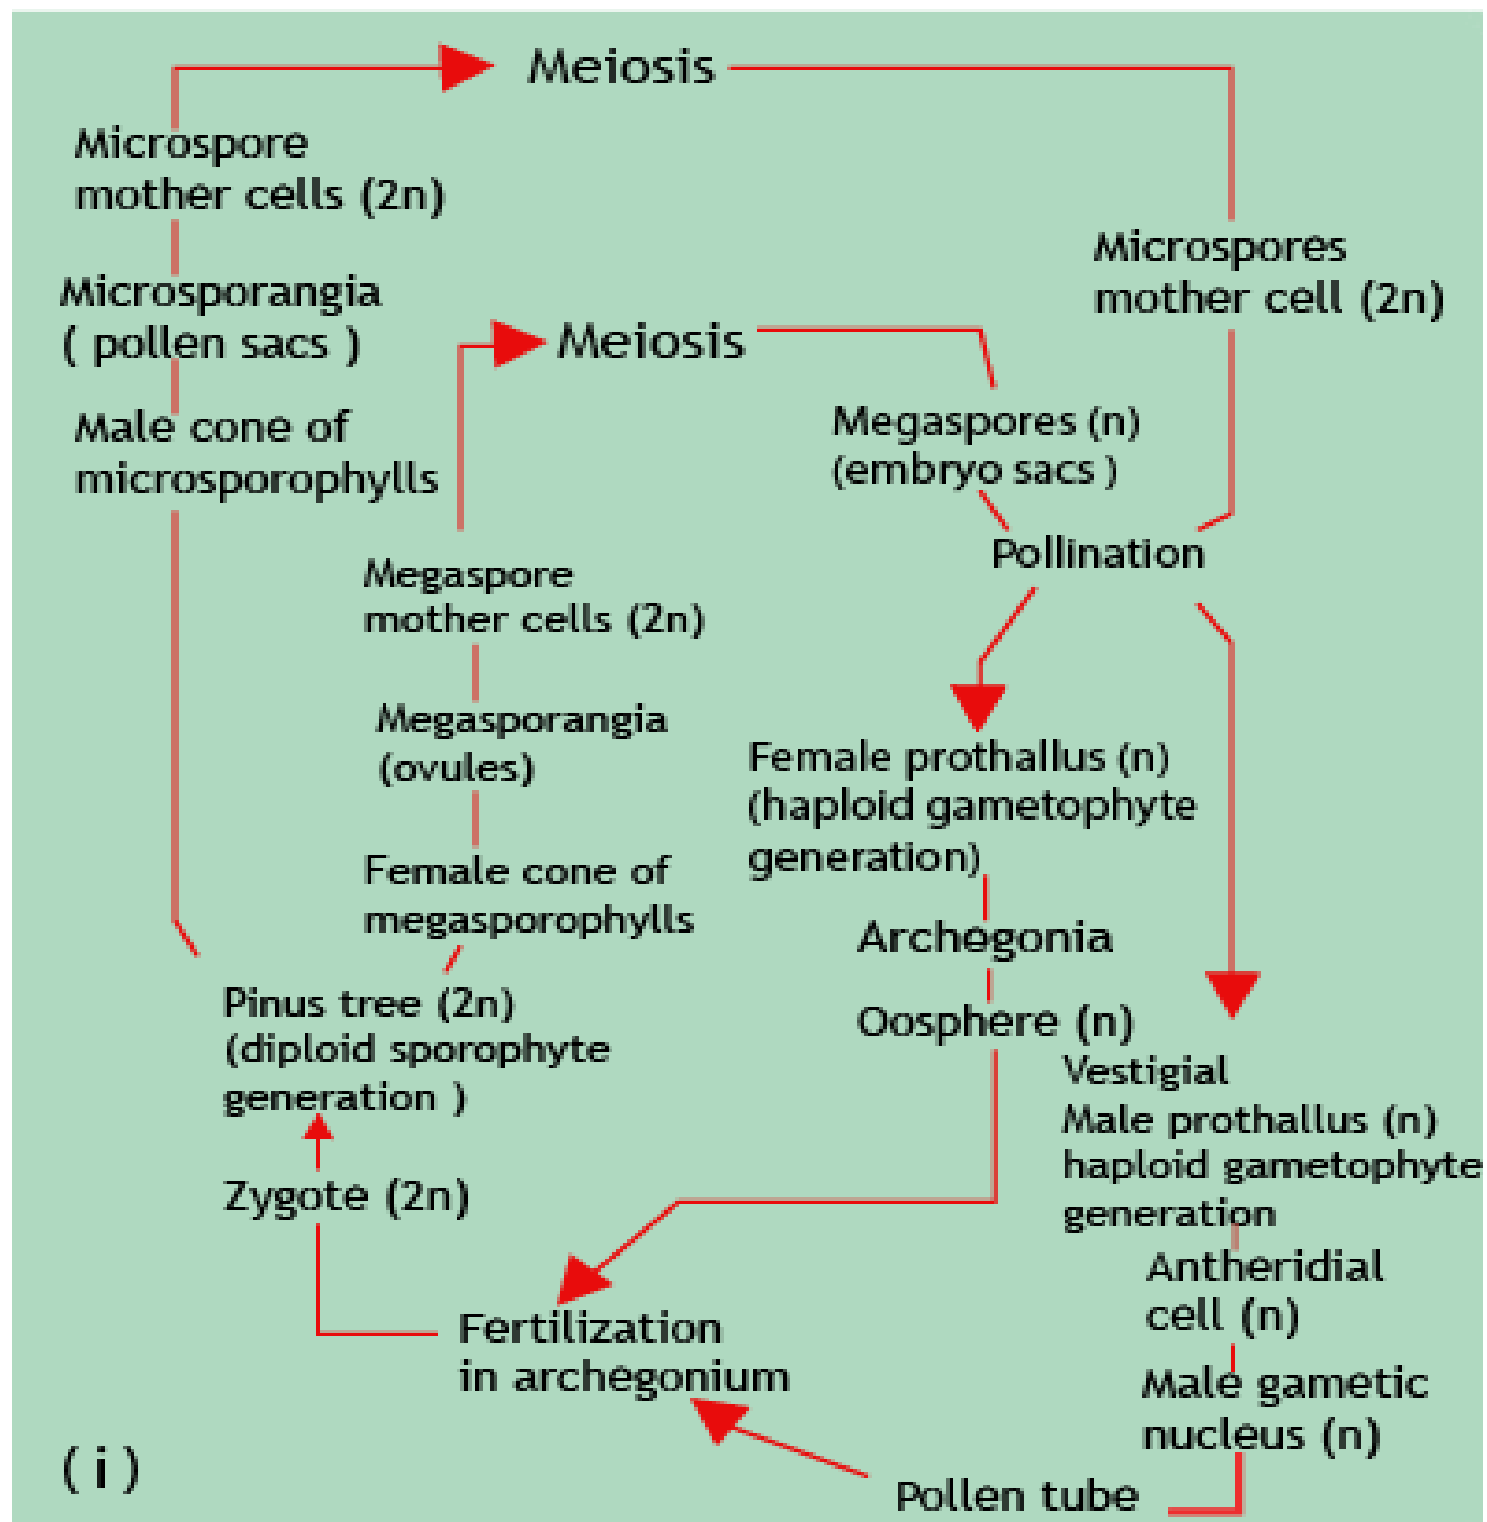 Meiosis
Microspore
mother cells (2n)
Microsporangia
( pollen sacs )
Male cone of
microsporophylls
Meiosis
Microspores
mother cell (2n)
Megaspores (n)
(embryo sacs )
Pollination
Megaspore
mother cells (2n)
Megasporangia
(ovules)
Female cone of
megasporophylls
Pinus tree (2n)
(diploid sporophyte
generation )
Zygote (2n)
Female prothallus (n)
(haploid gametophyte
generation)
Archegonia
Oosphere (n)
Vestigial
Male prothallus (n)
haploid gametophyte
generation
Antheridial
cell (n)
Male gametic
nucleus (n)
Pollen tube
Fertilization
in archegonium
( i )